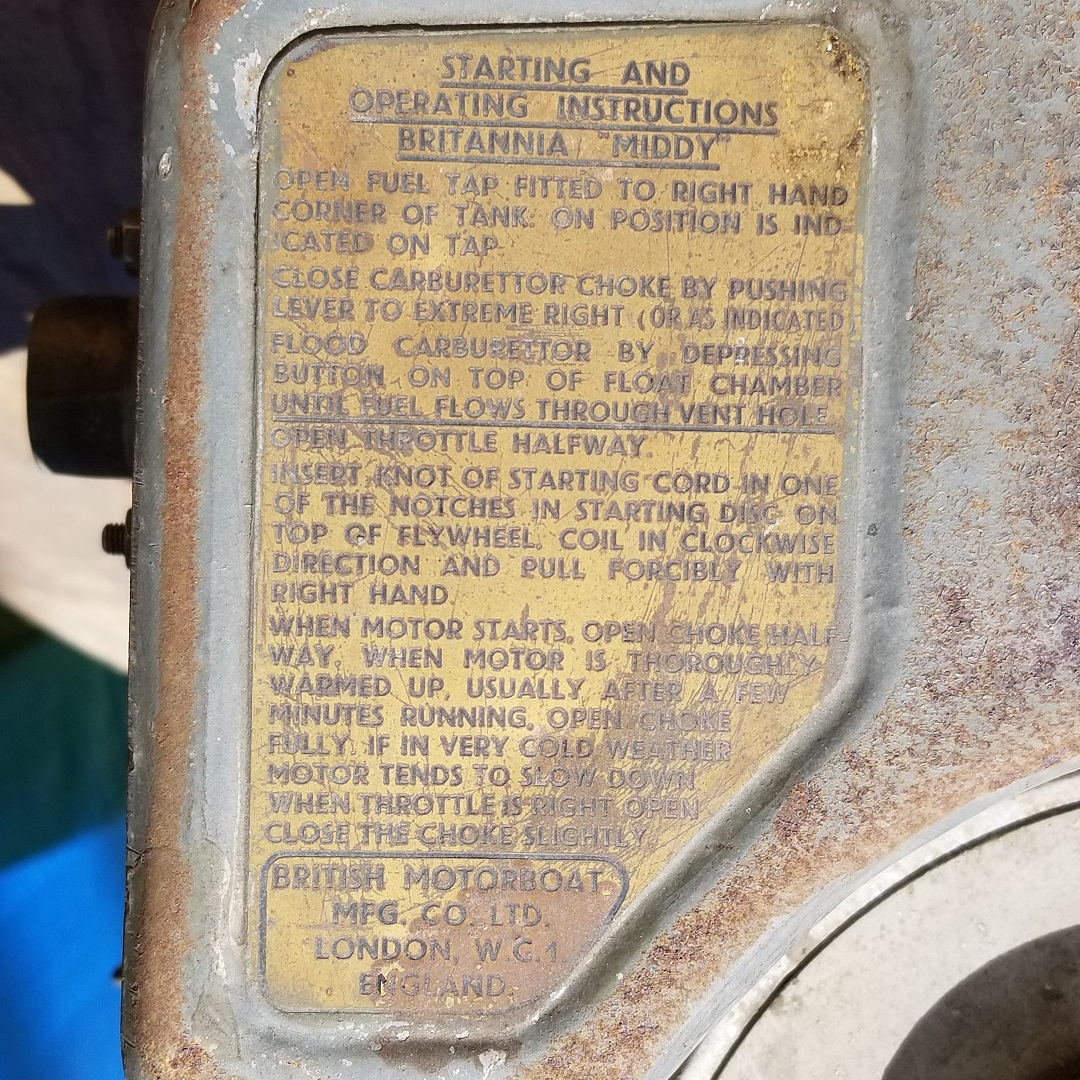 STARTING AND
OPERATING INSTRUCTIONS
BRITANNIA "MIDDY"
OPEN FUEL TAP FITTED TO RIGHT HAND
CORNER OF TANK. ON POSITION IS IND-
ICATED ON TAP.
CLOSE CARBURETTOR CHOKE BY PUSHING
LEVER TO EXTREME RIGHT (OR AS INDICATED)
FLOOD CARBURETTOR BY DEPRESSING
BUTTON ON TOP OF FLOAT CHAMBER
UNTIL FUEL FLOWS THROUGH VENT HOLE.
OPEN THROTTLE HALFWAY.
INSERT KNOT OF STARTING CORD IN ONE
OF THE NOTCHES IN STARTING DISC ON
TOP OF FLYWHEEL. COIL IN CLOCKWISE
DIRECTION AND PULL FORCIBLY WITH
RIGHT HAND
WHEN MOTOR STARTS, OPEN CHOKE HALF-
WAY. WHEN MOTOR IS THOROUGHLY
WARMED UP, USUALLY AFTER A FEW
MINUTES RUNNING, OPEN CHOKE
FULLY. IF IN VERY COLD WEATHER
MOTOR TENDS TO SLOW DOWN
WHEN THROTTLE IS RIGHT OPEN
CLOSE THE CHOKE SLIGHTLY.
BRITISH MOTORBOAT
MFG. CO. LTD.
LONDON, W.C.1
ENGLAND.